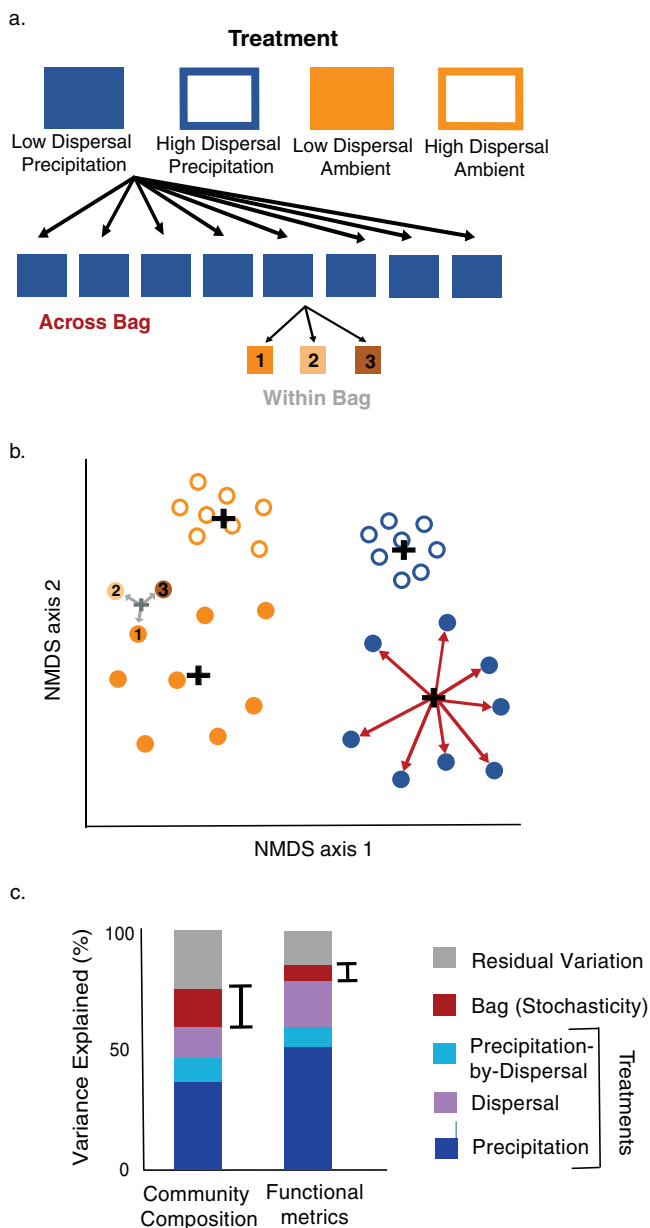 a.
Treatment
Low Dispersal
Precipitation
High Dispersal
Precipitation
Low Dispersal
Ambient
High Dispersal
Ambient
Across Bag
1
2
3
Within Bag
b.
NMDS axis 2
2
3
1
NMDS axis 1
c.
Variance Explained (%)
100
50
0
Community
Composition
Functional
metrics
Residual Variation
Bag (Stochasticity)
Precipitation-
by-Dispersal
Dispersal
Precipitation
Treatments